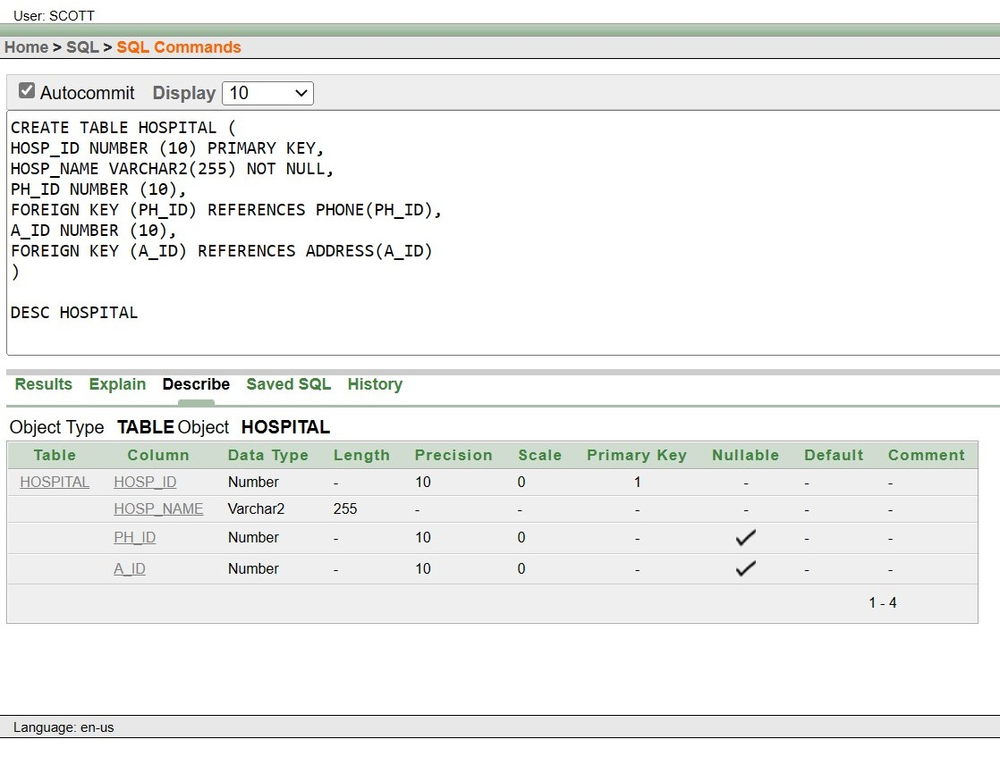 User: SCOTT
Home > SQL > SQL Commands
Autocommit Display 10
CREATE TABLE HOSPITAL (
HOSP_ID NUMBER (10) PRIMARY KEY,
HOSP_NAME VARCHAR2(255) NOT NULL,
PH_ID NUMBER (10),
FOREIGN KEY (PH_ID) REFERENCES PHONE(PH_ID),
A_ID NUMBER (10),
FOREIGN KEY (A_ID) REFERENCES ADDRESS(A_ID)
)
DESC HOSPITAL
Results Explain Describe Saved SQL History
Object Type TABLE Object HOSPITAL
Table Column Data Type Length Precision Scale Primary Key Nullable Default Comment
HOSPITAL HOSP_ID Number - 10 0 1 - - -
HOSP_NAME Varchar2 255 - - - - - -
PH_ID Number - 10 0 - ✓ - -
A_ID Number - 10 0 - ✓ - -
1 - 4
Language: en-us